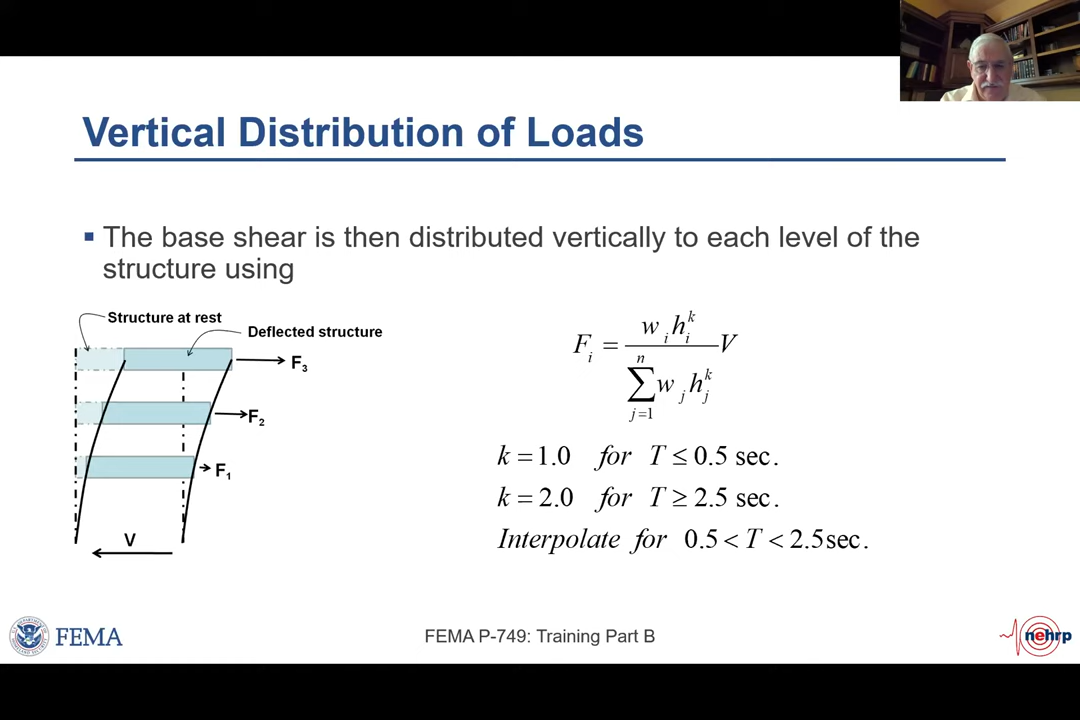 Vertical Distribution of Loads
▪ The base shear is then distributed vertically to each level of the
structure using
Structure at rest
Deflected structure
F₃
F₂
F₁
V
F_i = \frac{w_i h_i^k}{\sum_{j=1}^{n} w_j h_j^k} V
k = 1.0 for T ≤ 0.5 sec.
k = 2.0 for T ≥ 2.5 sec.
Interpolate for 0.5 < T < 2.5sec.
FEMA
FEMA P-749: Training Part B
nehrp